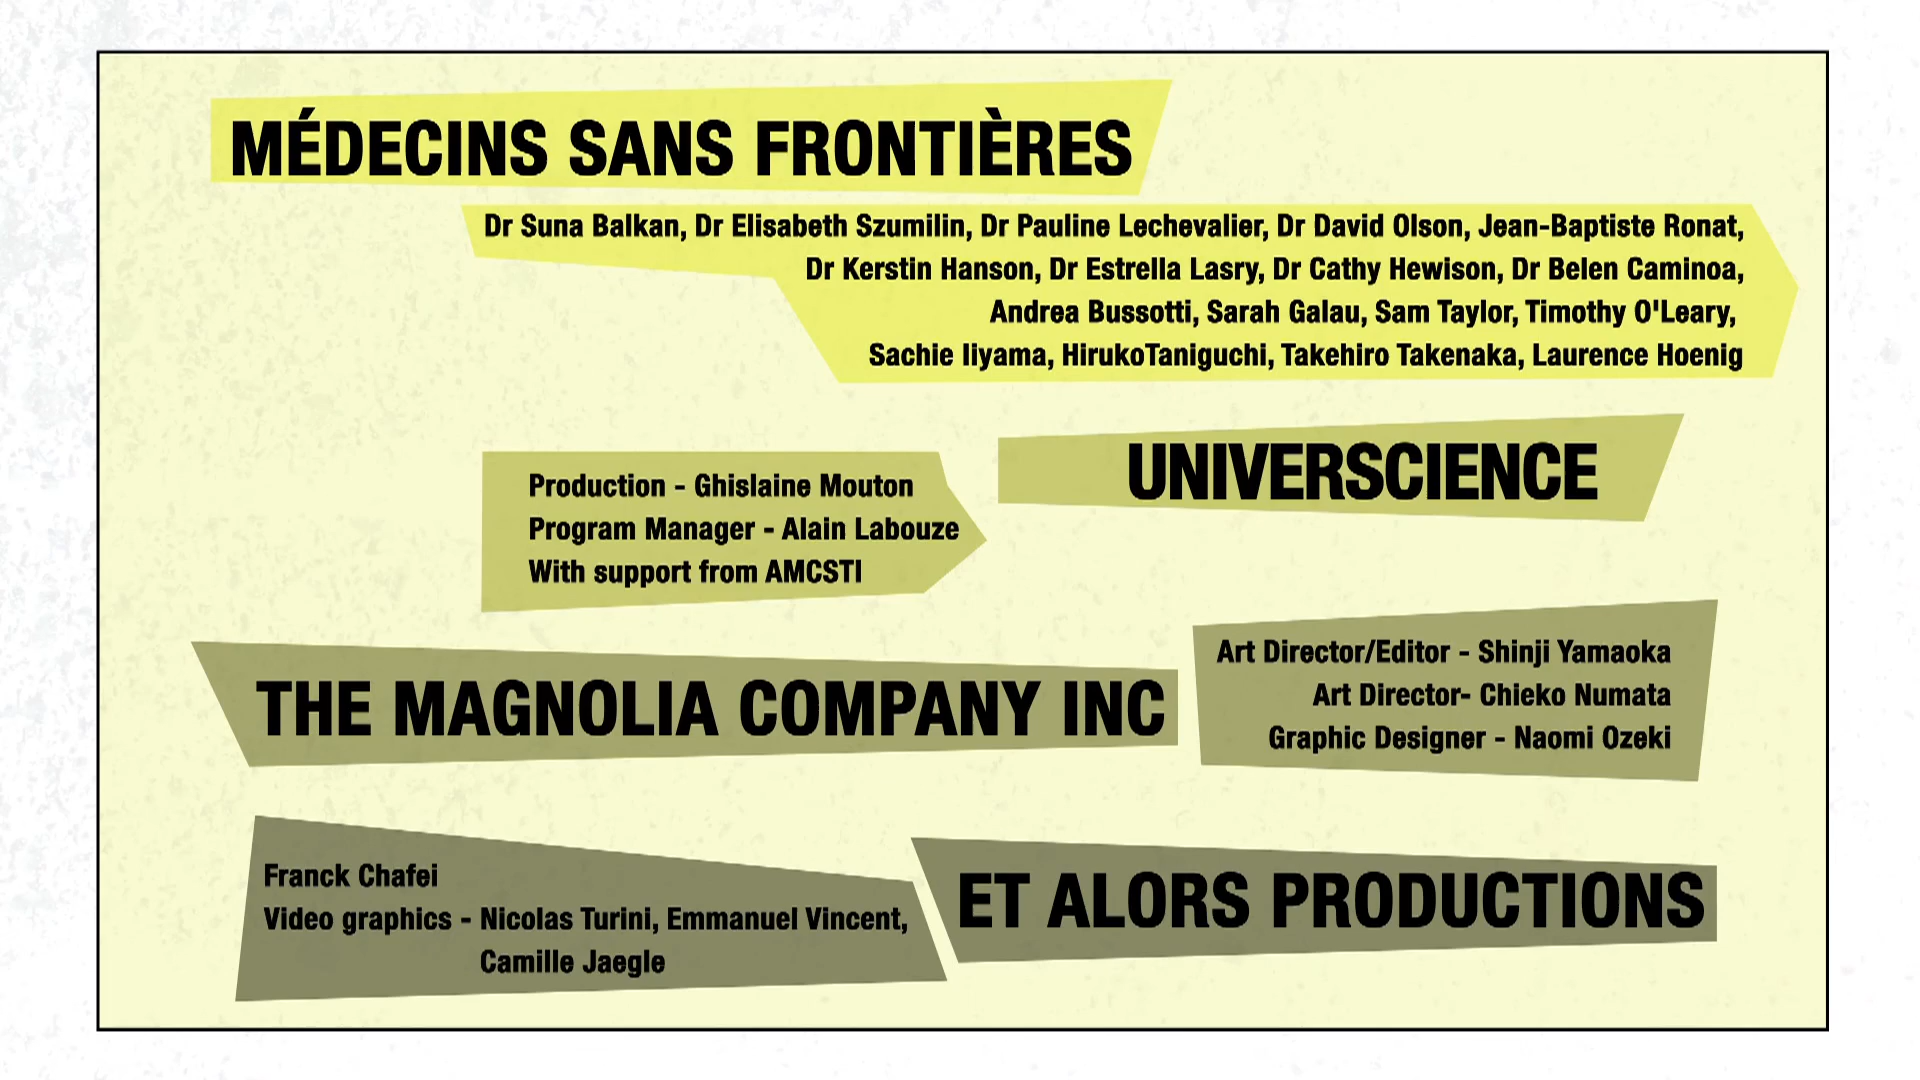 MÉDECINS SANS FRONTIÈRES
Dr Suna Balkan, Dr Elisabeth Szumilin, Dr Pauline Lechevalier, Dr David Olson, Jean-Baptiste Ronat,
Dr Kerstin Hanson, Dr Estrella Lasry, Dr Cathy Hewison, Dr Belen Caminoa,
Andrea Bussotti, Sarah Galau, Sam Taylor, Timothy O'Leary,
Sachie Iiyama, HirukoTaniguchi, Takehiro Takenaka, Laurence Hoenig
UNIVERSCIENCE
Production - Ghislaine Mouton
Program Manager - Alain Labouze
With support from AMCSTI
THE MAGNOLIA COMPANY INC
Art Director/Editor - Shinji Yamaoka
Art Director- Chieko Numata
Graphic Designer - Naomi Ozeki
ET ALORS PRODUCTIONS
Franck Chafei
Video graphics - Nicolas Turini, Emmanuel Vincent,
Camille Jaegle